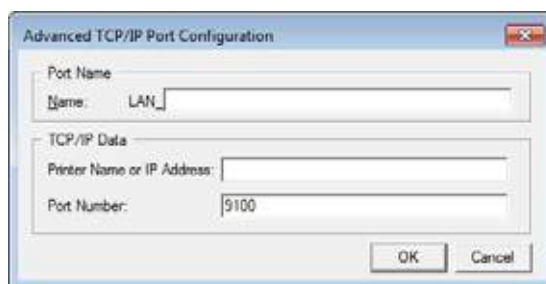 Advanced TCP/IP Port Configuration
Port Name
Name: LAN_
TCP/IP Data
Printer Name or IP Address:
Port Number: 9100
OK Cancel